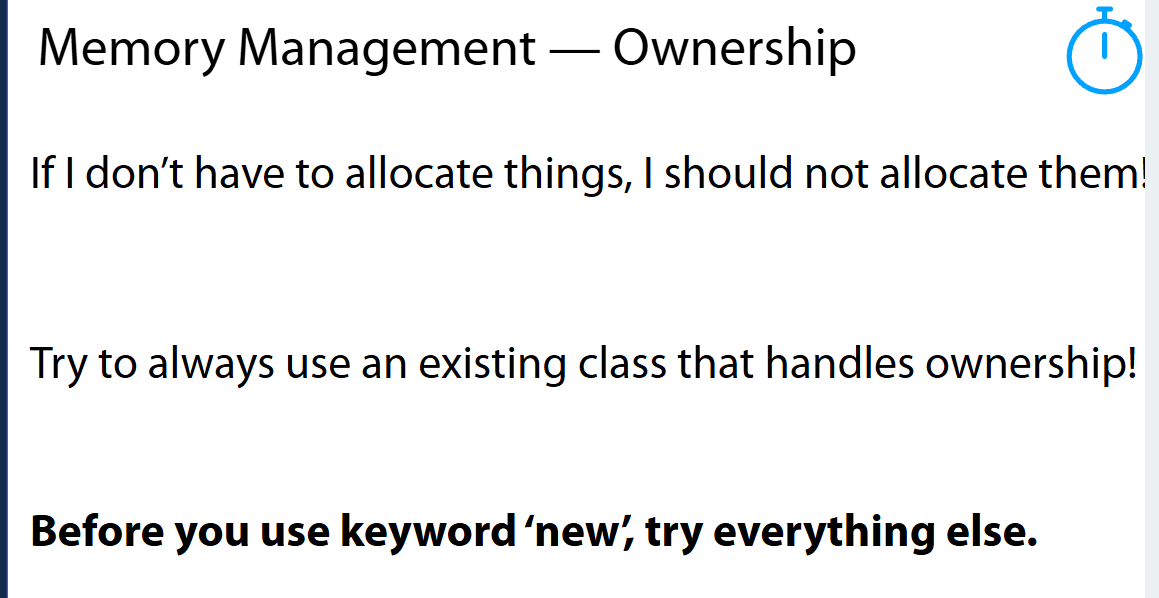 Memory Management — Ownership
If I don’t have to allocate things, I should not allocate them!
Try to always use an existing class that handles ownership!
Before you use keyword ‘new’, try everything else.